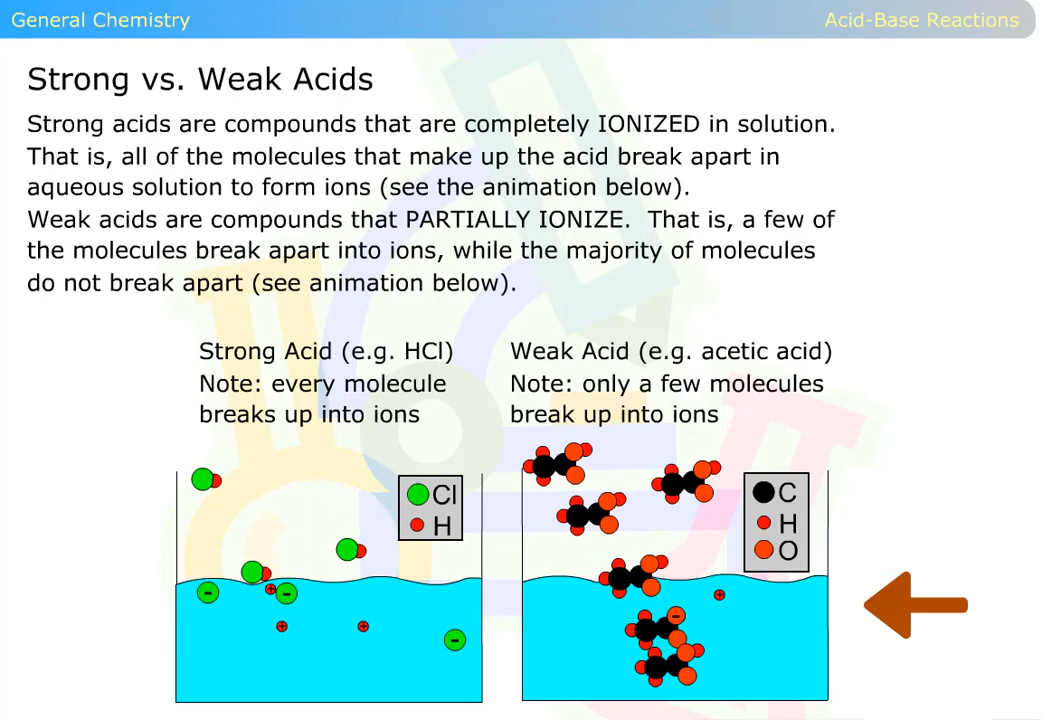 General Chemistry
Acid-Base Reactions
Strong vs. Weak Acids
Strong acids are compounds that are completely IONIZED in solution.
That is, all of the molecules that make up the acid break apart in
aqueous solution to form ions (see the animation below).
Weak acids are compounds that PARTIALLY IONIZE.  That is, a few of
the molecules break apart into ions, while the majority of molecules
do not break apart (see animation below).
Strong Acid (e.g. HCl)
Note: every molecule
breaks up into ions
Weak Acid (e.g. acetic acid)
Note: only a few molecules
break up into ions
Cl
H
C
H
O
+
-
-
+
+
-
+
-